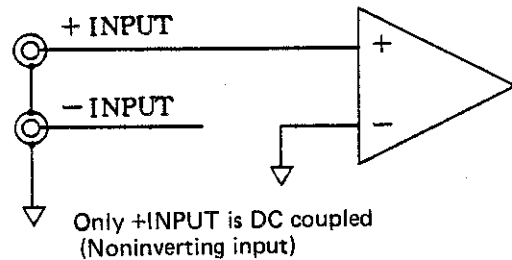 + INPUT
+
− INPUT
−
Only +INPUT is DC coupled
(Noninverting input)